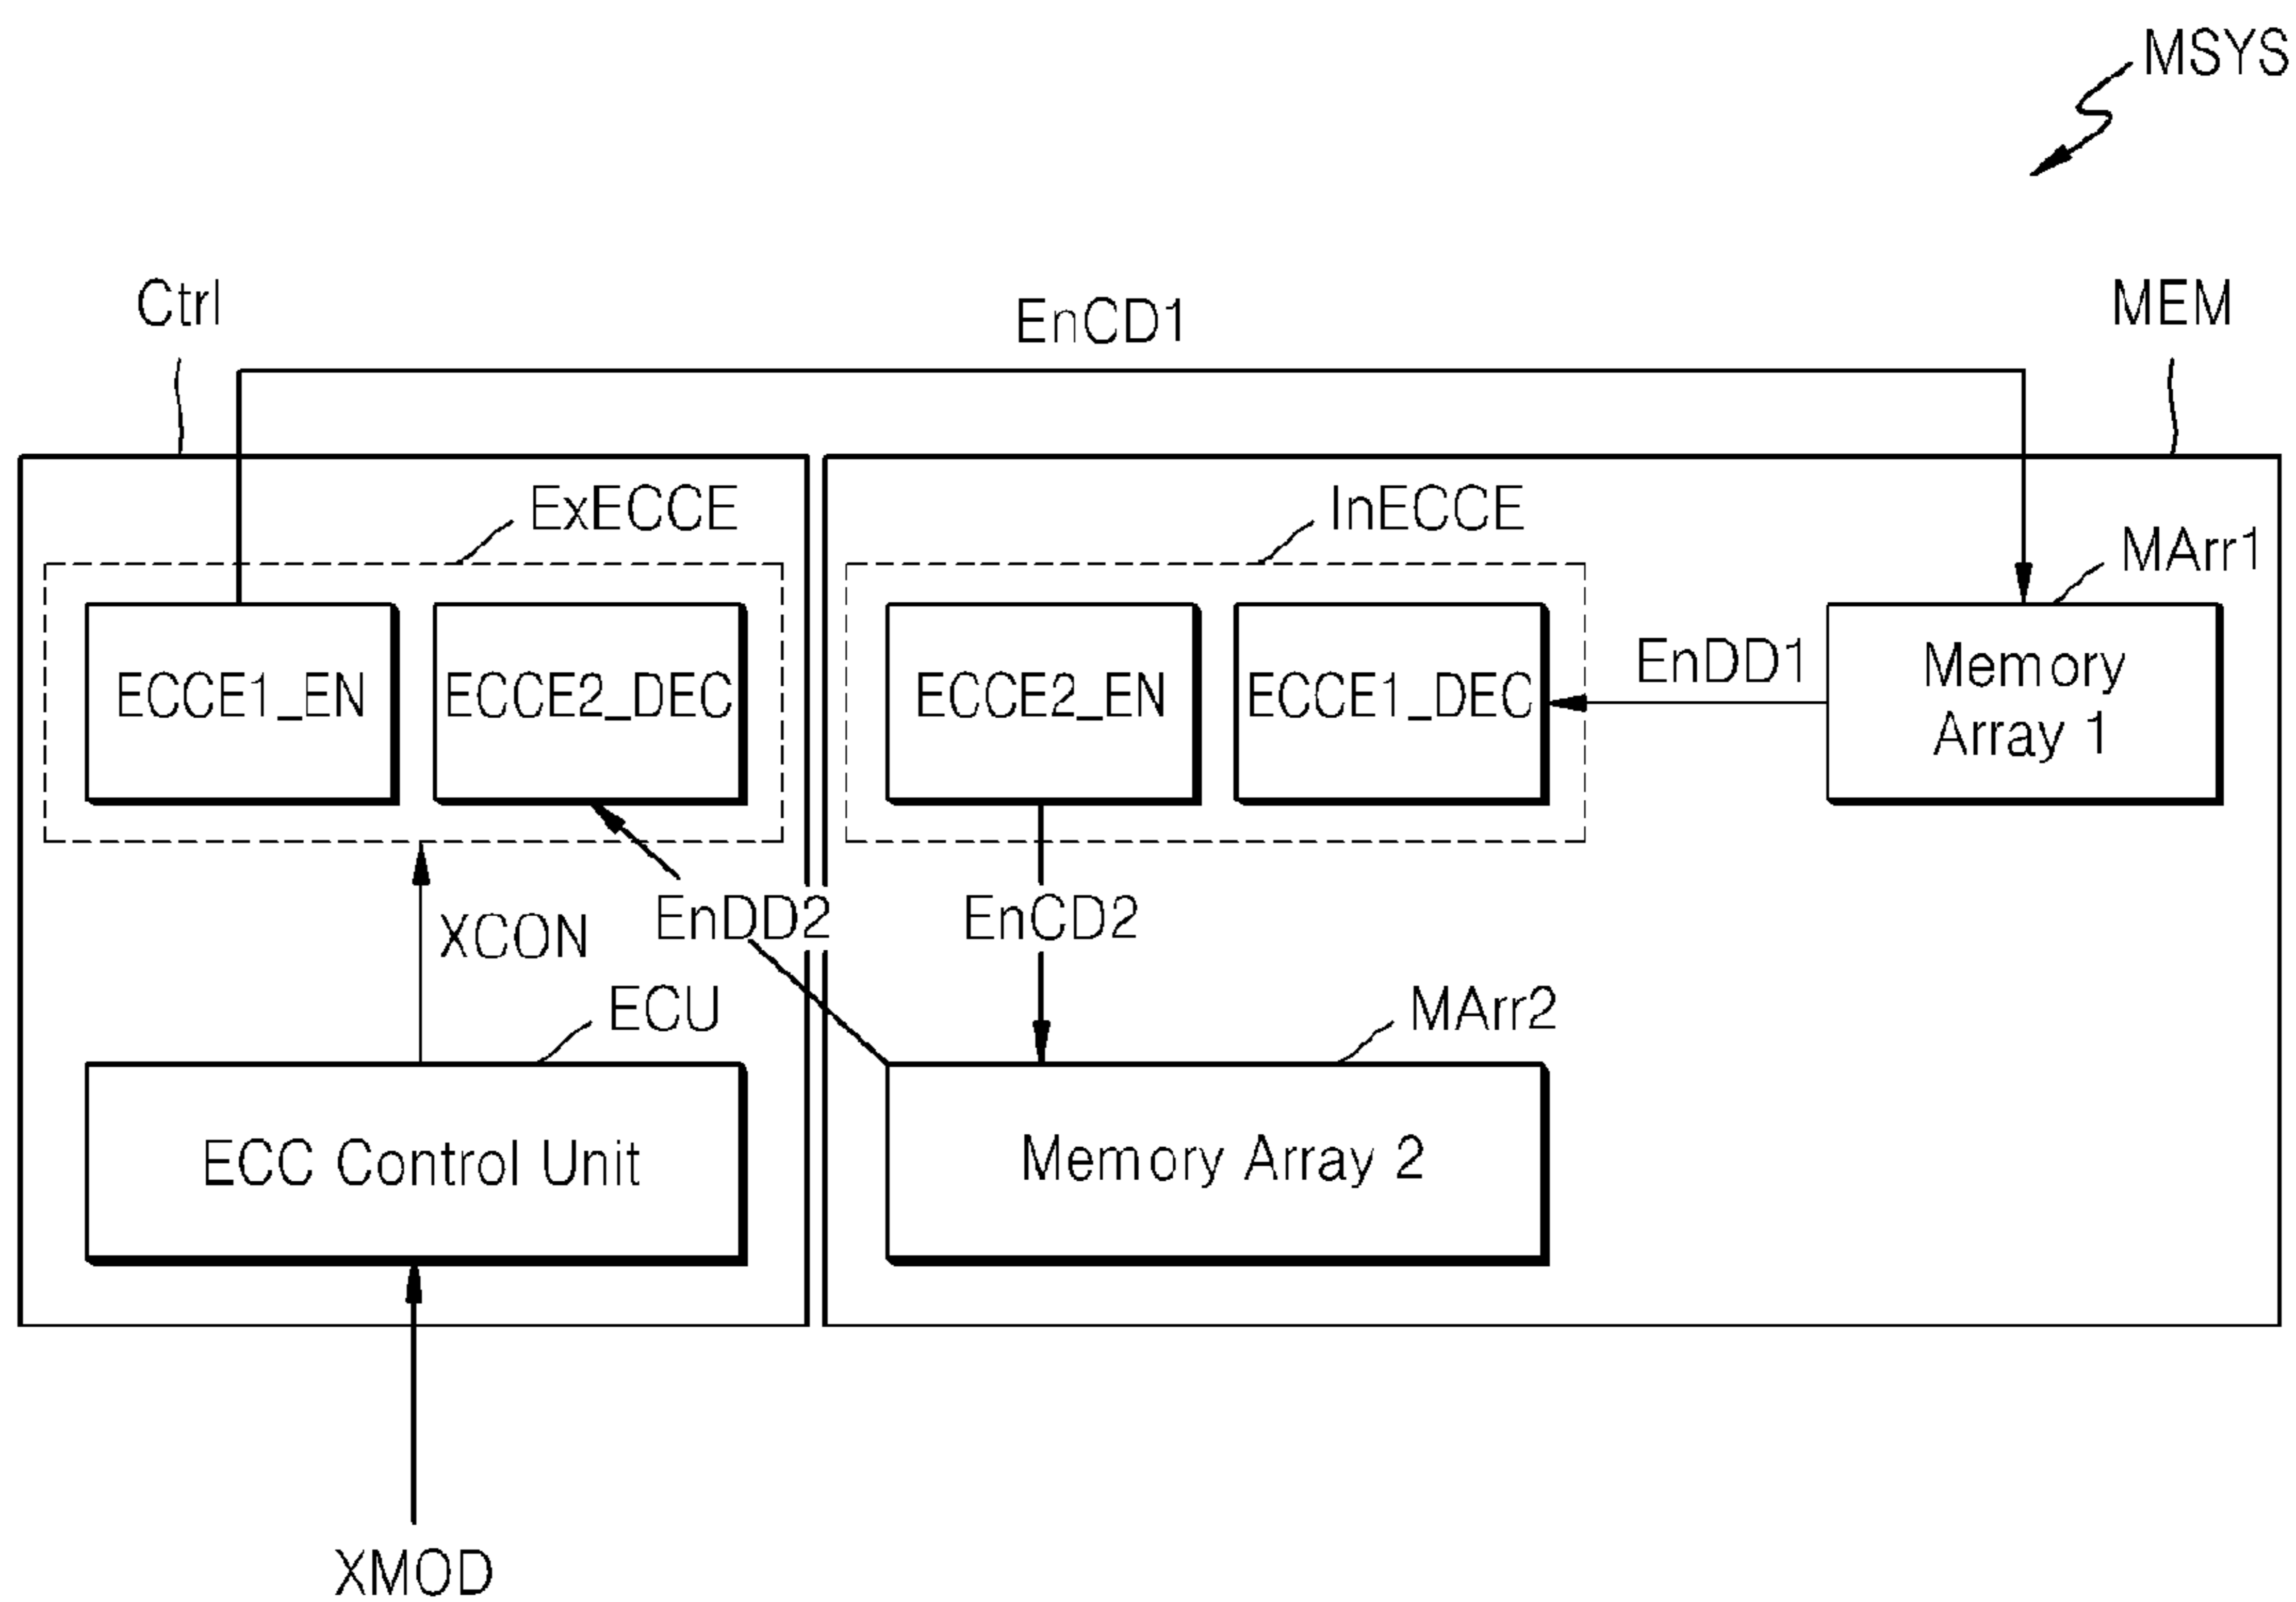 MSYS
Ctrl
EnCD1
MEM
ExECCE
InECCE
MArr1
ECCE1_EN
ECCE2_DEC
ECCE2_EN
ECCE1_DEC
EnDD1
Memory
Array 1
XCON
EnDD2
EnCD2
ECU
MArr2
ECC Control Unit
Memory Array 2
XMOD